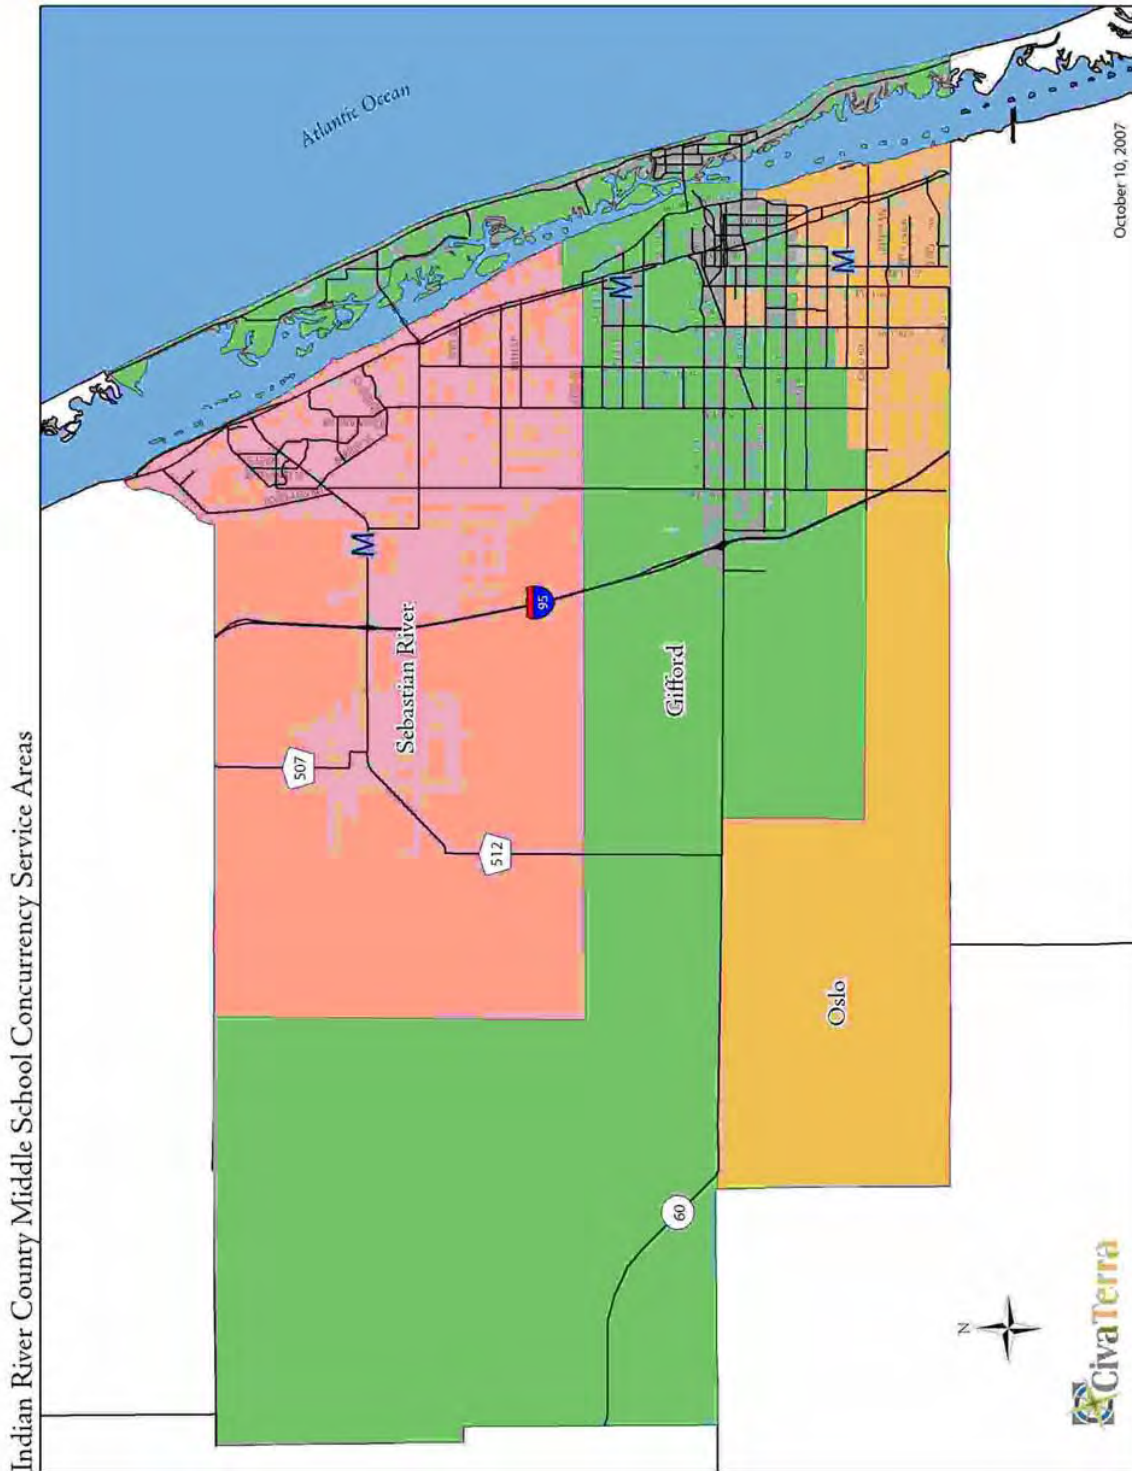 Indian River County Middle School Concurrency Service Areas
Atlantic Ocean
M
M
M
95
Sebastian River
Gifford
507
512
Oslo
60
N
CivaTerra
October 10, 2007